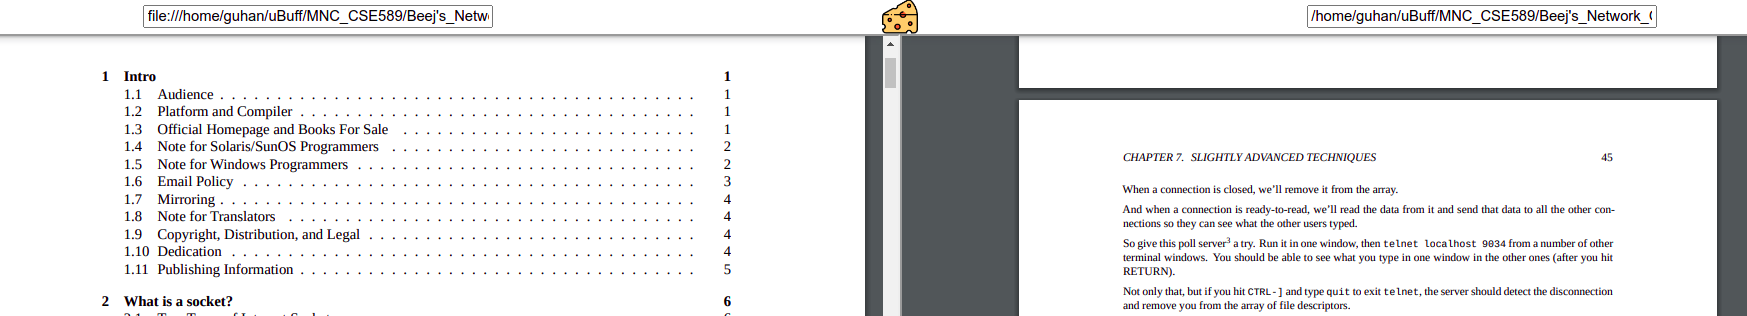 file:///home/guhan/uBuff/MNC_CSE589/Beej's_Netw
/home/guhan/uBuff/MNC_CSE589/Beej's_Network_
1 Intro 1
1.1 Audience . . . . . . . . . . . . . . . . . . . . . . . . . . . . . . . . . . . . . . . . 1
1.2 Platform and Compiler . . . . . . . . . . . . . . . . . . . . . . . . . . . . . . . . . 1
1.3 Official Homepage and Books For Sale . . . . . . . . . . . . . . . . . . . . . . . . . 1
1.4 Note for Solaris/SunOS Programmers . . . . . . . . . . . . . . . . . . . . . . . . . . 2
1.5 Note for Windows Programmers . . . . . . . . . . . . . . . . . . . . . . . . . . . . . 2
1.6 Email Policy . . . . . . . . . . . . . . . . . . . . . . . . . . . . . . . . . . . . . . 3
1.7 Mirroring . . . . . . . . . . . . . . . . . . . . . . . . . . . . . . . . . . . . . . . . 4
1.8 Note for Translators . . . . . . . . . . . . . . . . . . . . . . . . . . . . . . . . . . 4
1.9 Copyright, Distribution, and Legal . . . . . . . . . . . . . . . . . . . . . . . . . . . 4
1.10 Dedication . . . . . . . . . . . . . . . . . . . . . . . . . . . . . . . . . . . . . . . 4
1.11 Publishing Information . . . . . . . . . . . . . . . . . . . . . . . . . . . . . . . . . 5
2 What is a socket? 6
CHAPTER 7. SLIGHTLY ADVANCED TECHNIQUES 45
When a connection is closed, we'll remove it from the array.
And when a connection is ready-to-read, we'll read the data from it and send that data to all the other con-
nections so they can see what the other users typed.
So give this poll server³ a try. Run it in one window, then telnet localhost 9034 from a number of other
terminal windows. You should be able to see what you type in one window in the other ones (after you hit
RETURN).
Not only that, but if you hit CTRL-] and type quit to exit telnet, the server should detect the disconnection
and remove you from the array of file descriptors.